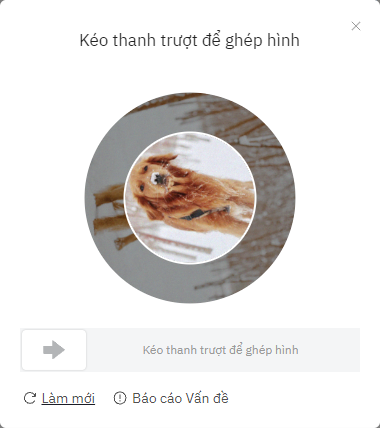 Kéo thanh trượt để ghép hình
Kéo thanh trượt để ghép hình
Làm mới
Báo cáo Vấn đề